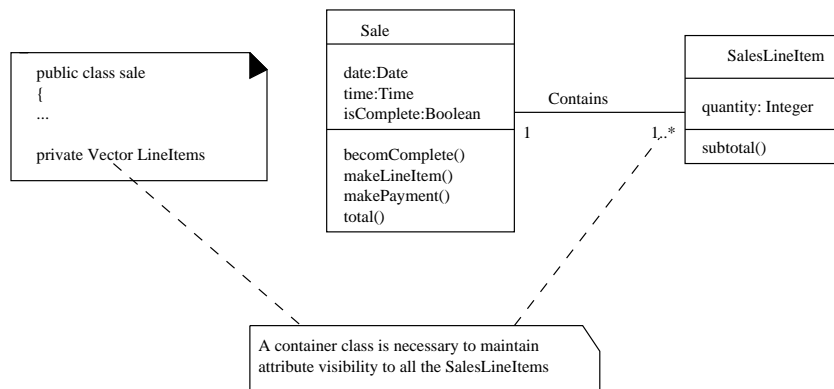 public class sale
{
...
private Vector LineItems
Sale
date:Date
time:Time
isComplete:Boolean
becomComplete()
makeLineItem()
makePayment()
total()
Contains
1
1..*
SalesLineItem
quantity: Integer
subtotal()
A container class is necessary to maintain
attribute visibility to all the SalesLineItems